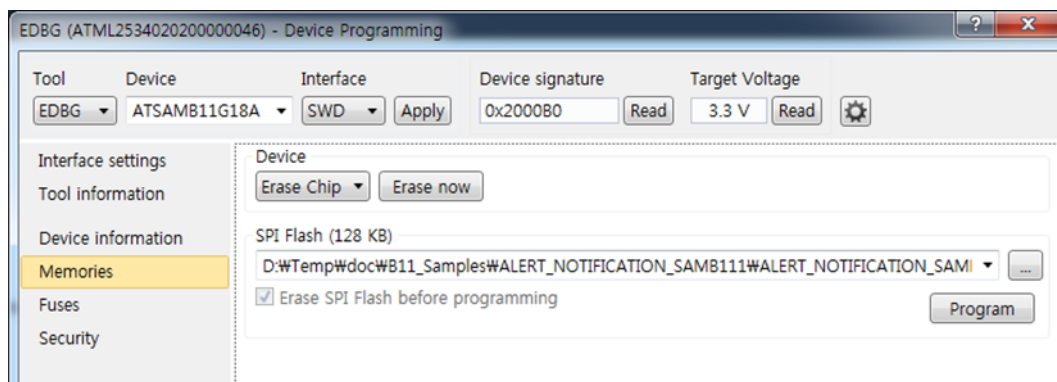 EDBG (ATML2534020200000046) - Device Programming
Tool Device Interface Device signature Target Voltage
EDBG ATSAMB11G18A SWD Apply 0x2000B0 Read 3.3 V Read
Interface settings
Tool information
Device information
Memories
Fuses
Security
Device
Erase Chip Erase now
SPI Flash (128 KB)
D:₩Temp₩doc₩B11_Samples₩ALERT_NOTIFICATION_SAMB111₩ALERT_NOTIFICATION_SAMI ...
Erase SPI Flash before programming
Program